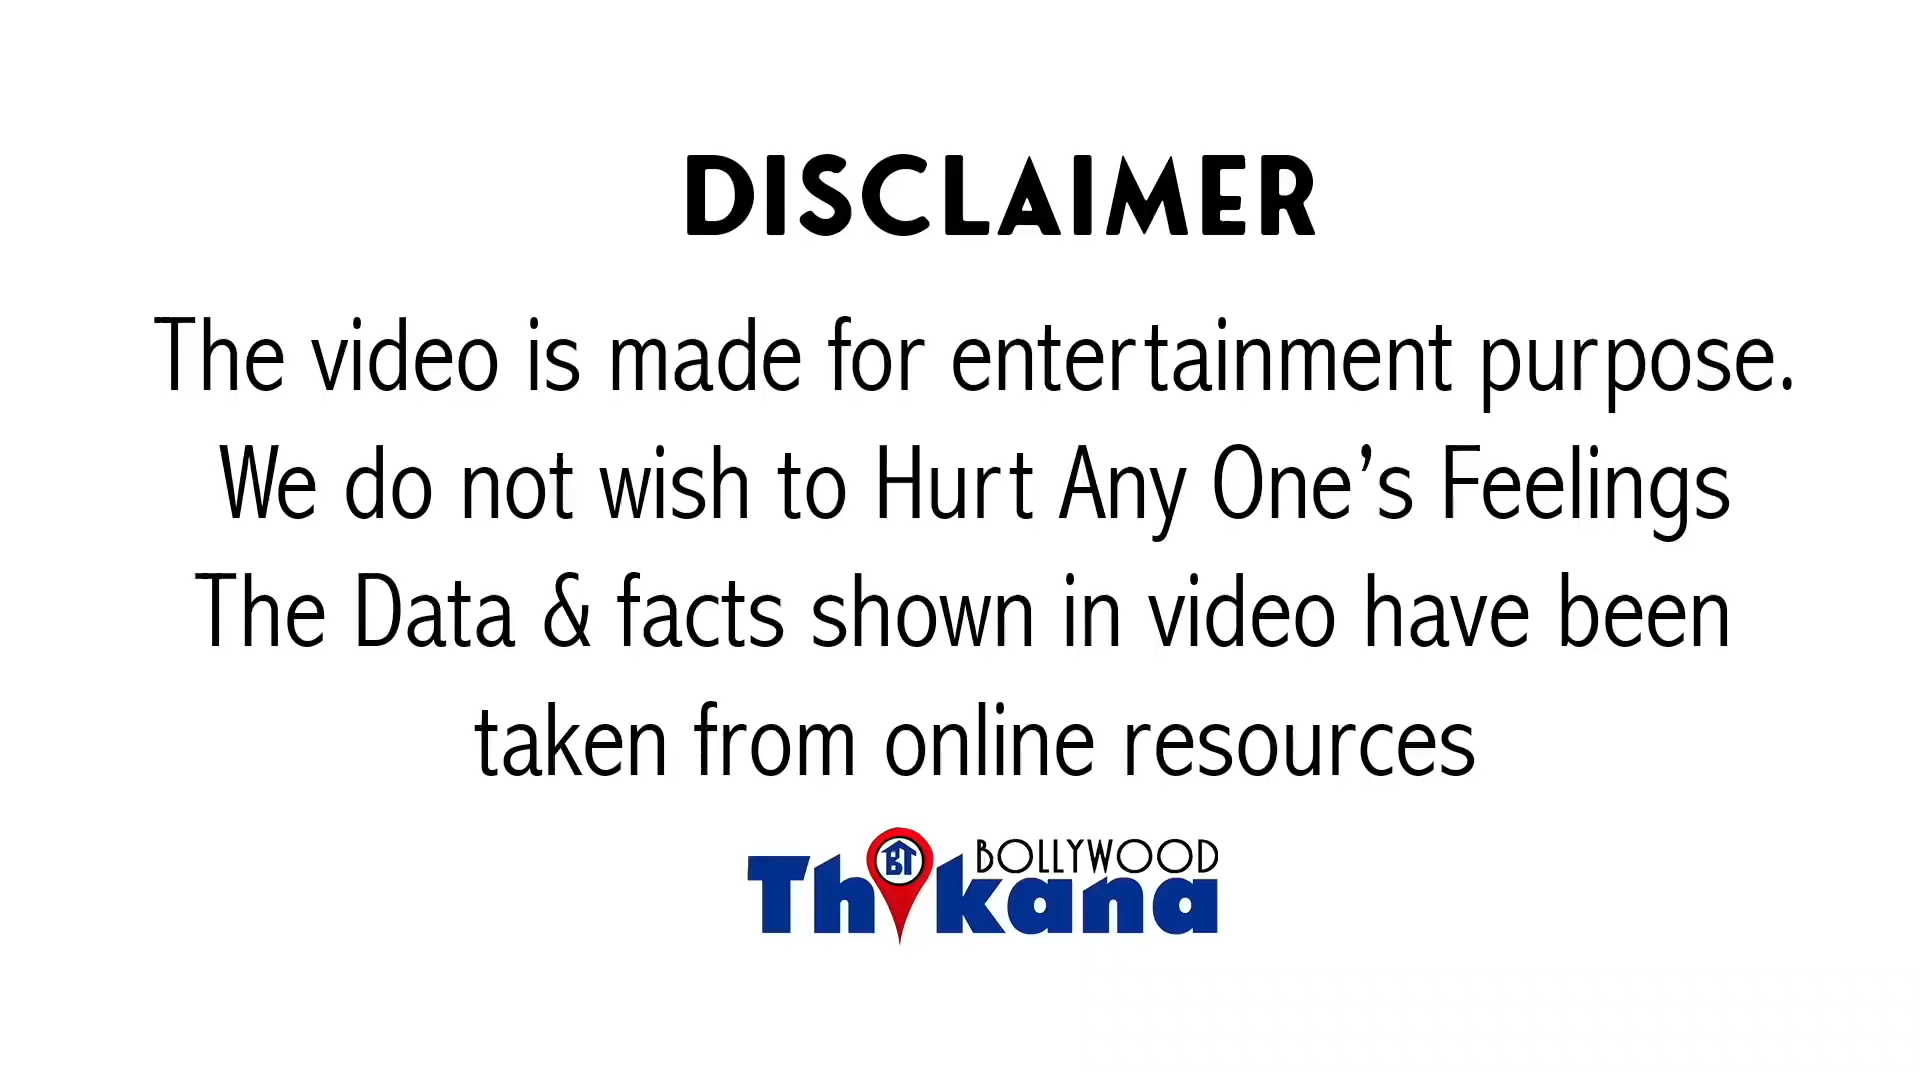 DISCLAIMER
The video is made for entertainment purpose.
We do not wish to Hurt Any One’s Feelings
The Data & facts shown in video have been
taken from online resources
BT
BOLLYWOOD
Thikana